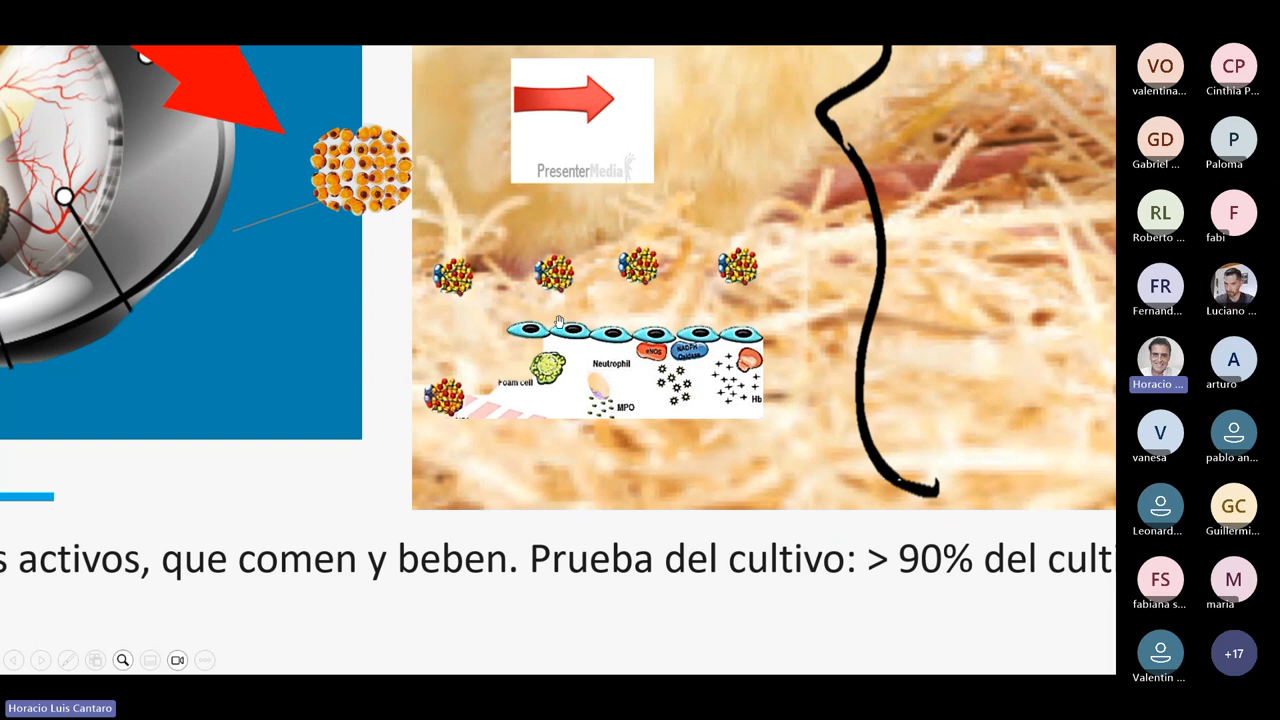 PresenterMedia
eNOS
NADPH
Oxidase
Neutrophil
Foam cell
MPO
Hb
s activos, que comen y beben. Prueba del cultivo: > 90% del culti
Horacio Luis Cantaro
VO
valentina...
CP
Cinthia P...
GD
Gabriel ...
P
Paloma
RL
Roberto ...
F
fabi
FR
Fernand...
Luciano ...
Horacio ...
A
arturo
V
vanesa
pablo an...
Leonard...
GC
Guillermi...
FS
fabiana s...
M
maria
Valentin ...
+17